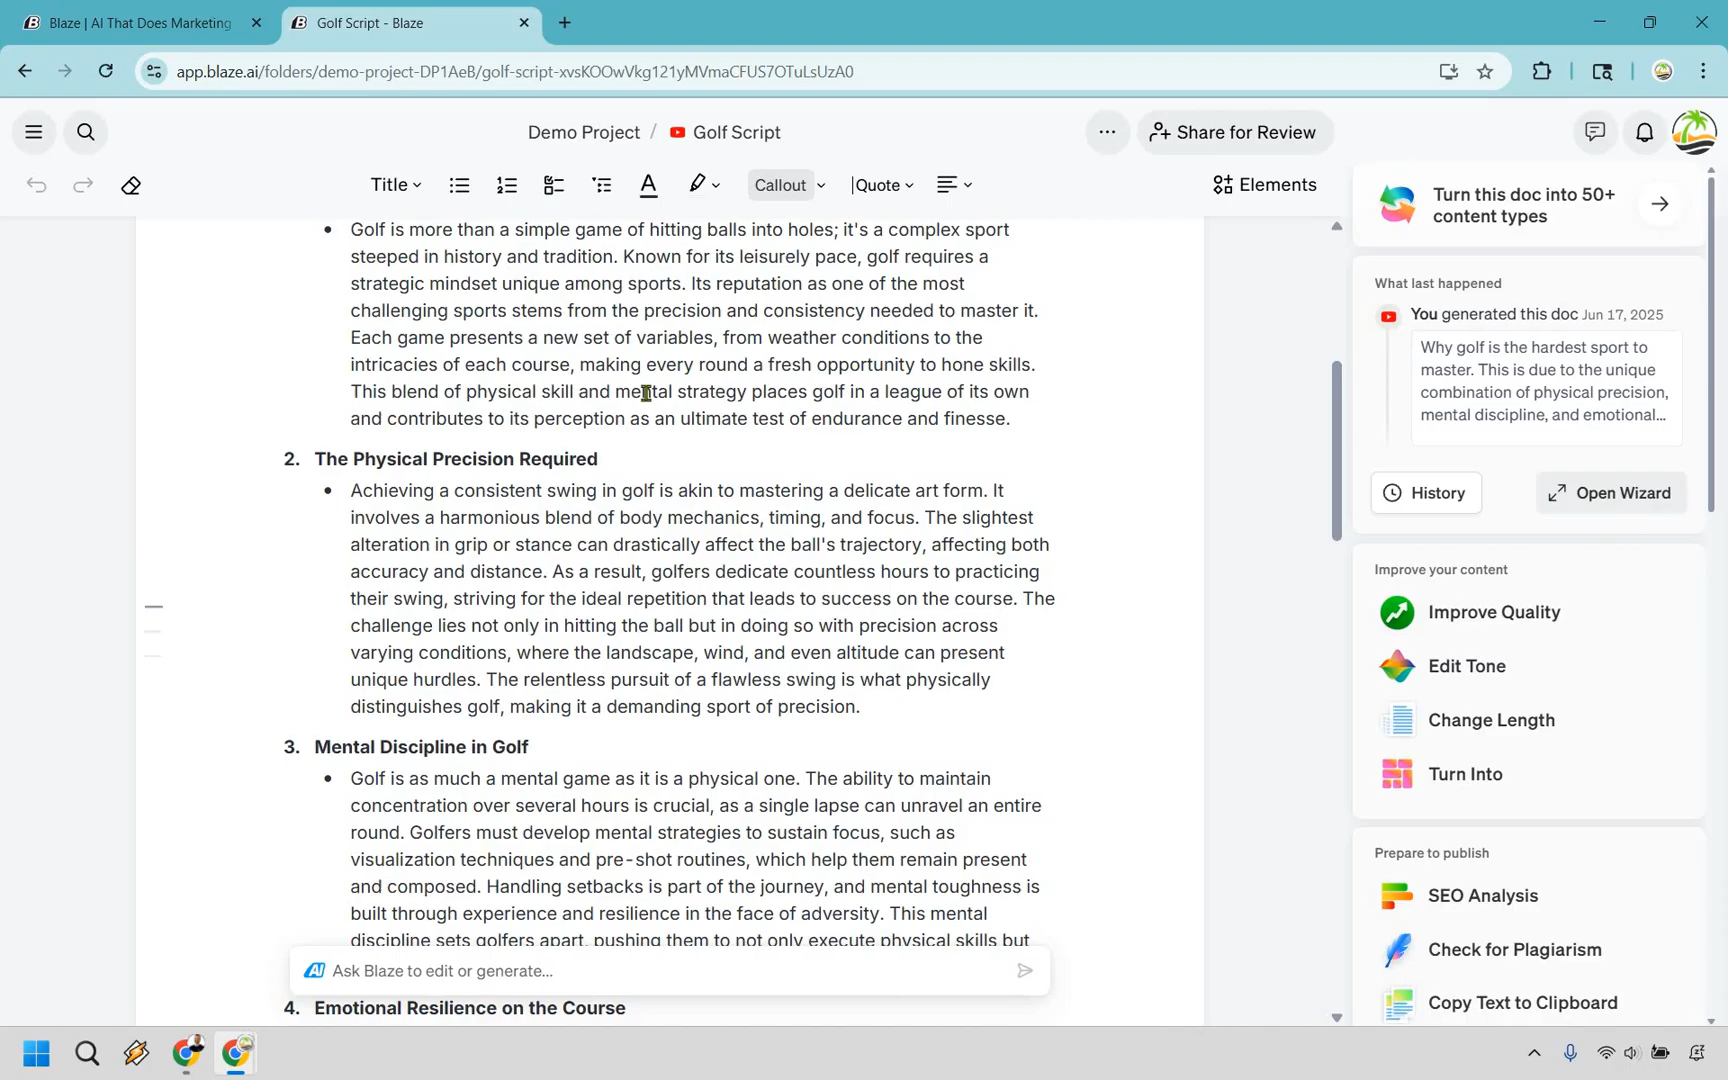 Blaze | AI That Does Marketing
Golf Script - Blaze
app.blaze.ai/folders/demo-project-DP1AeB/golf-script-xvsKOOwVkg121yMVmaCFUS7OTuLsUzA0
Demo Project / Golf Script
Share for Review
Title
Callout
Quote
Elements
Golf is more than a simple game of hitting balls into holes; it's a complex sport
steeped in history and tradition. Known for its leisurely pace, golf requires a
strategic mindset unique among sports. Its reputation as one of the most
challenging sports stems from the precision and consistency needed to master it.
Each game presents a new set of variables, from weather conditions to the
intricacies of each course, making every round a fresh opportunity to hone skills.
This blend of physical skill and mental strategy places golf in a league of its own
and contributes to its perception as an ultimate test of endurance and finesse.
2. The Physical Precision Required
Achieving a consistent swing in golf is akin to mastering a delicate art form. It
involves a harmonious blend of body mechanics, timing, and focus. The slightest
alteration in grip or stance can drastically affect the ball's trajectory, affecting both
accuracy and distance. As a result, golfers dedicate countless hours to practicing
their swing, striving for the ideal repetition that leads to success on the course. The
challenge lies not only in hitting the ball but in doing so with precision across
varying conditions, where the landscape, wind, and even altitude can present
unique hurdles. The relentless pursuit of a flawless swing is what physically
distinguishes golf, making it a demanding sport of precision.
3. Mental Discipline in Golf
Golf is as much a mental game as it is a physical one. The ability to maintain
concentration over several hours is crucial, as a single lapse can unravel an entire
round. Golfers must develop mental strategies to sustain focus, such as
visualization techniques and pre-shot routines, which help them remain present
and composed. Handling setbacks is part of the journey, and mental toughness is
built through experience and resilience in the face of adversity. This mental
discipline sets golfers apart, pushing them to not only execute physical skills but
AI Ask Blaze to edit or generate...
4. Emotional Resilience on the Course
Turn this doc into 50+
content types
What last happened
You generated this doc Jun 17, 2025
Why golf is the hardest sport to
master. This is due to the unique
combination of physical precision,
mental discipline, and emotional...
History
Open Wizard
Improve your content
Improve Quality
Edit Tone
Change Length
Turn Into
Prepare to publish
SEO Analysis
Check for Plagiarism
Copy Text to Clipboard